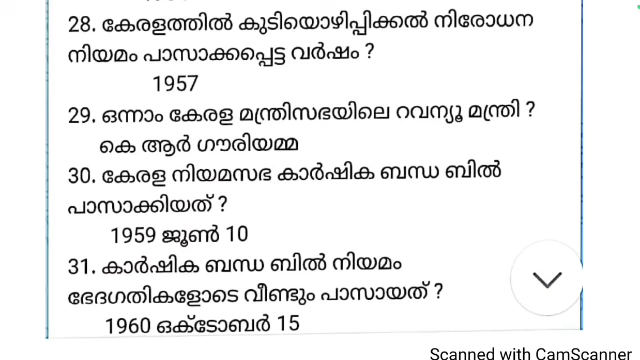 28. കേരളത്തിൽ കുടിയൊഴിപ്പിക്കൽ നിരോധന
നിയമം പാസാക്കപ്പെട്ട വർഷം ?
1957
29. ഒന്നാം കേരള മന്ത്രിസഭയിലെ റവന്യൂ മന്ത്രി ?
കെ ആർ ഗൗരിയമ്മ
30. കേരള നിയമസഭ കാർഷിക ബന്ധ ബിൽ
പാസാക്കിയത് ?
1959 ജൂൺ 10
31. കാർഷിക ബന്ധ ബിൽ നിയമം
ഭേദഗതികളോടെ വീണ്ടും പാസായത് ?
1960 ഒക്ടോബർ 15
Scanned with CamScanner